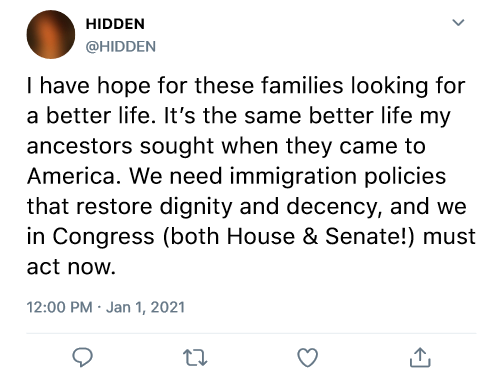 HIDDEN
@HIDDEN
I have hope for these families looking for
a better life. It’s the same better life my
ancestors sought when they came to
America. We need immigration policies
that restore dignity and decency, and we
in Congress (both House & Senate!) must
act now.
12:00 PM · Jan 1, 2021